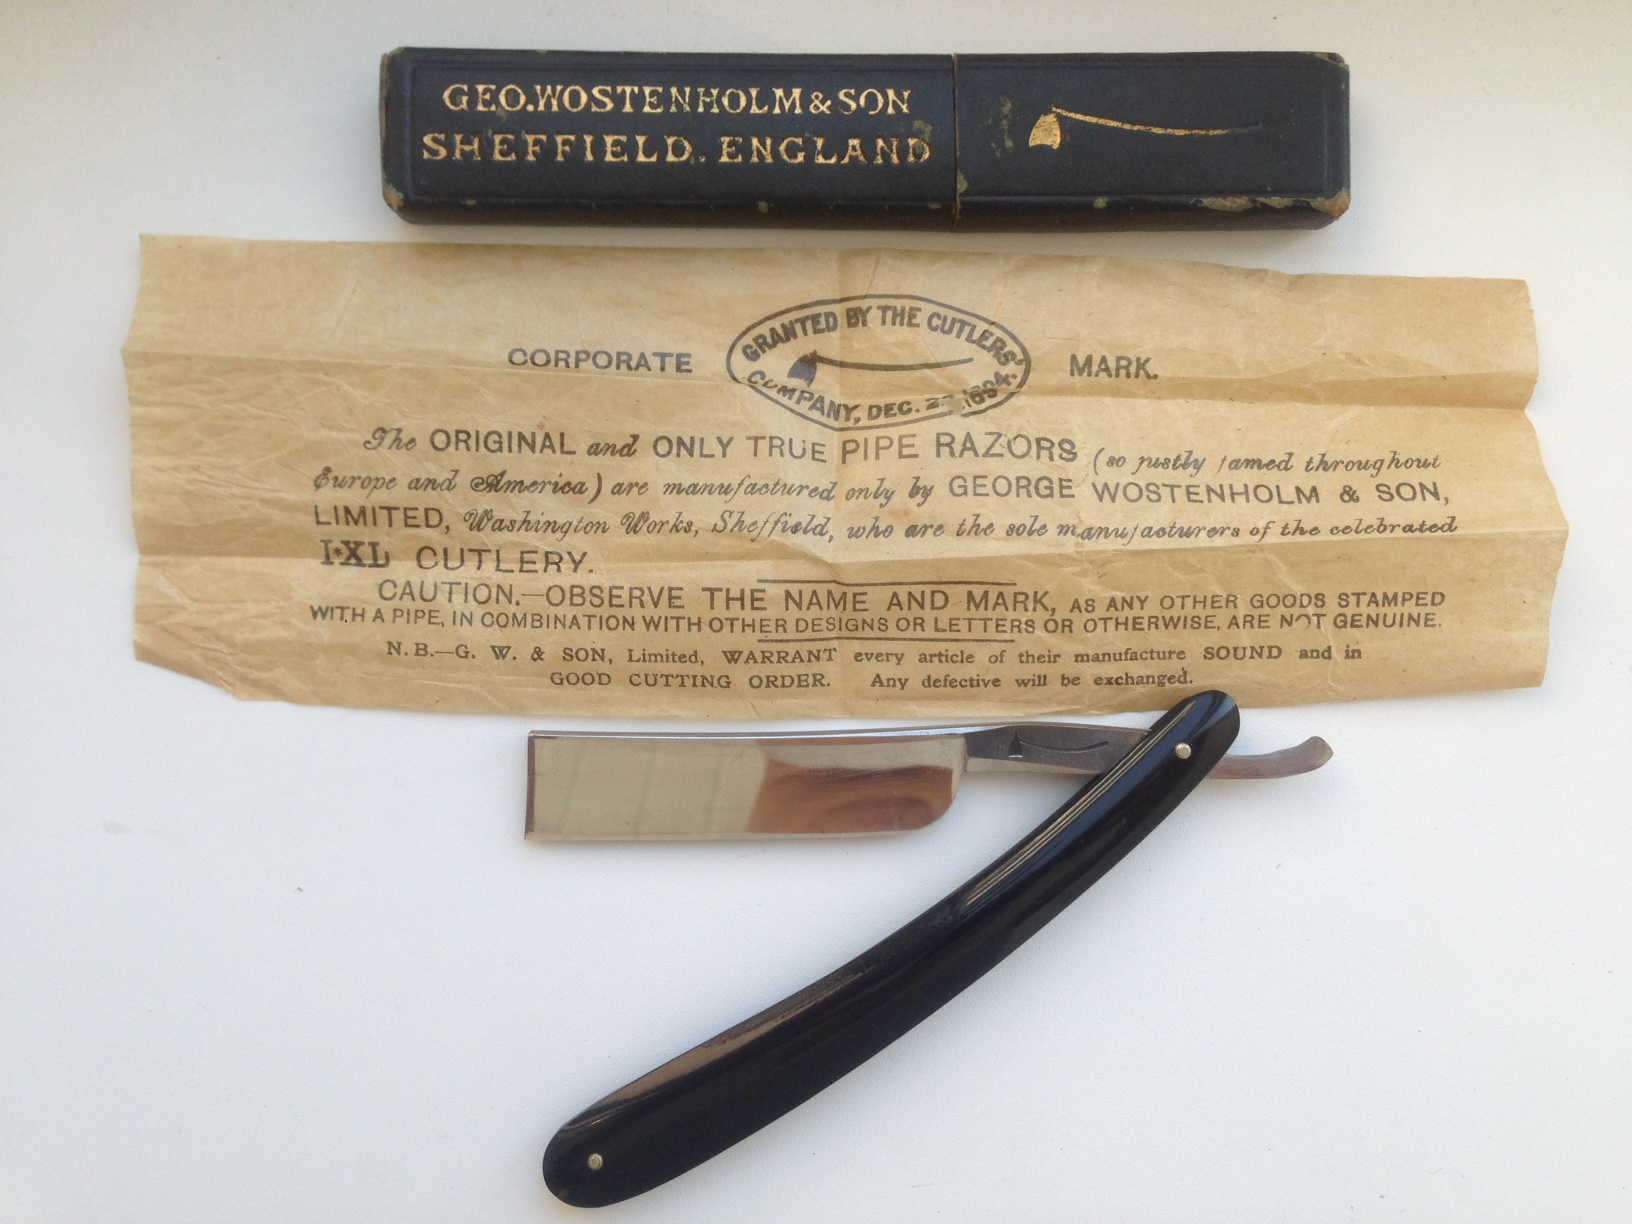 GEO. WOSTENHOLM & SON
SHEFFIELD. ENGLAND
GRANTED BY THE CUTLERS'
CORPORATE MARK.
COMPANY, DEC. 1694.
The ORIGINAL and ONLY TRUE PIPE RAZORS (so justly famed throughout
Europe and America) are manufactured only by GEORGE WOSTENHOLM & SON,
LIMITED, Washington Works, Sheffield, who are the sole manufacturers of the celebrated
I*XL CUTLERY.
CAUTION.—OBSERVE THE NAME AND MARK, AS ANY OTHER GOODS STAMPED
WITH A PIPE, IN COMBINATION WITH OTHER DESIGNS OR LETTERS OR OTHERWISE, ARE NOT GENUINE.
N.B.—G. W. & SON, Limited, WARRANT every article of their manufacture SOUND and in
GOOD CUTTING ORDER. Any defective will be exchanged.